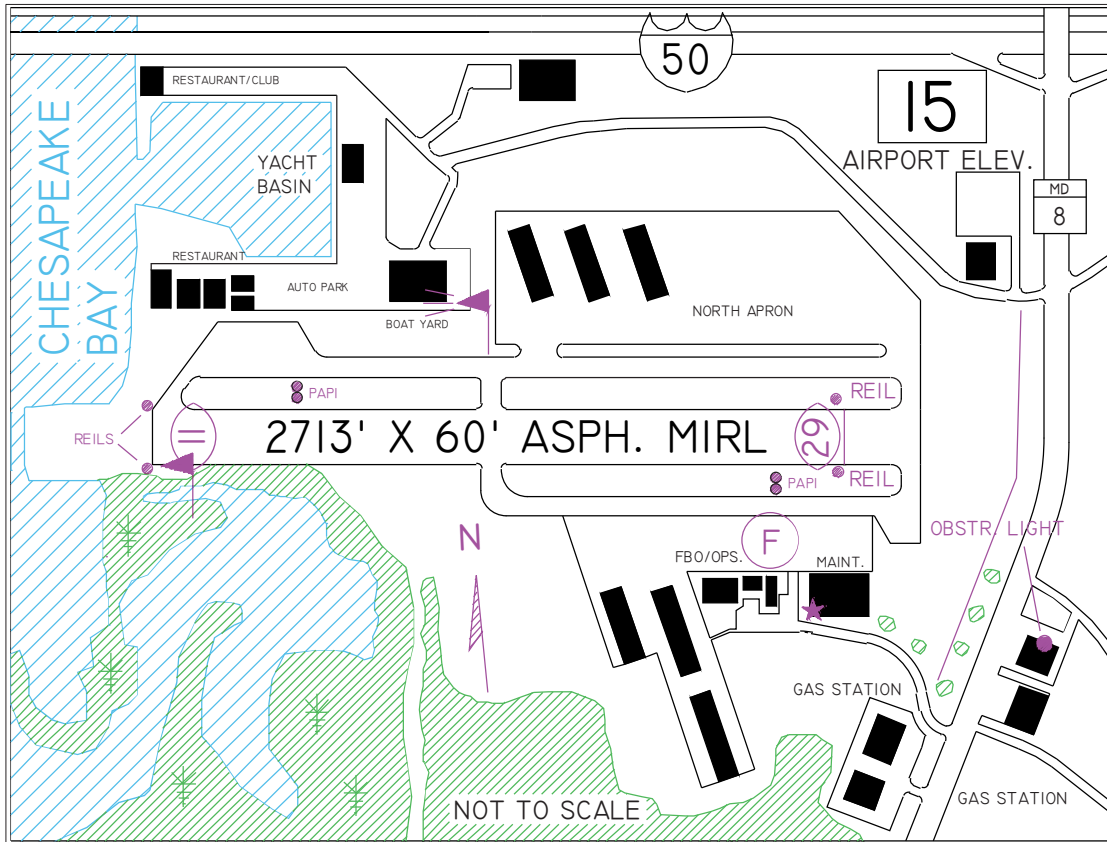 50
RESTAURANT/CLUB
15
AIRPORT ELEV.
CHESAPEAKE
BAY
YACHT
BASIN
MD
8
RESTAURANT
AUTO PARK
BOAT YARD
NORTH APRON
PAPI
REIL
REILS
11
2713' X 60' ASPH. MIRL
29
PAPI
REIL
N
F
OBSTR. LIGHT
FBO/OPS.
MAINT.
GAS STATION
GAS STATION
NOT TO SCALE